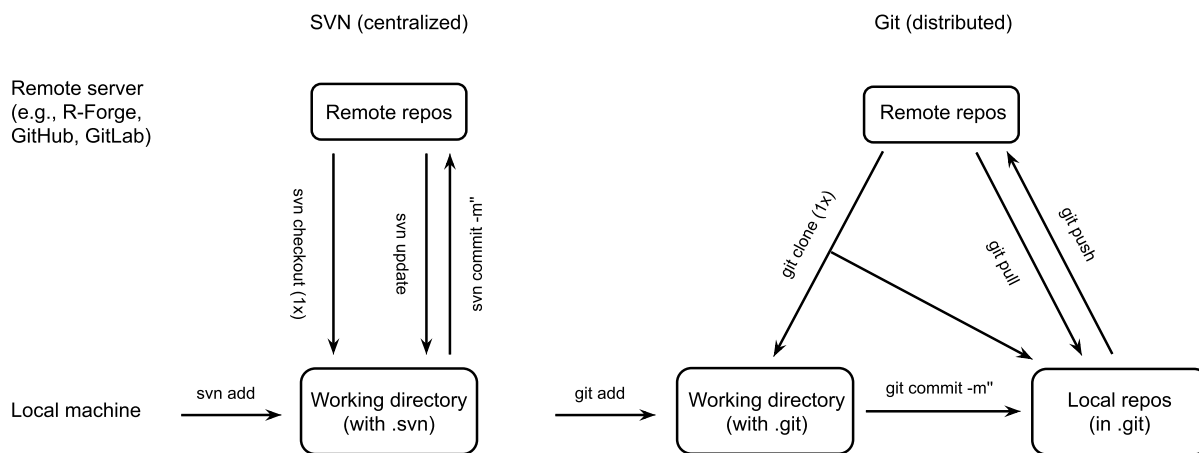 SVN (centralized)
Git (distributed)
Remote server
(e.g., R-Forge,
GitHub, GitLab)
Remote repos
Remote repos
svn checkout (1x)
svn update
svn commit -m"
git clone (1x)
git pull
git push
Local machine
svn add
Working directory
(with .svn)
git add
Working directory
(with .git)
git commit -m"
Local repos
(in .git)